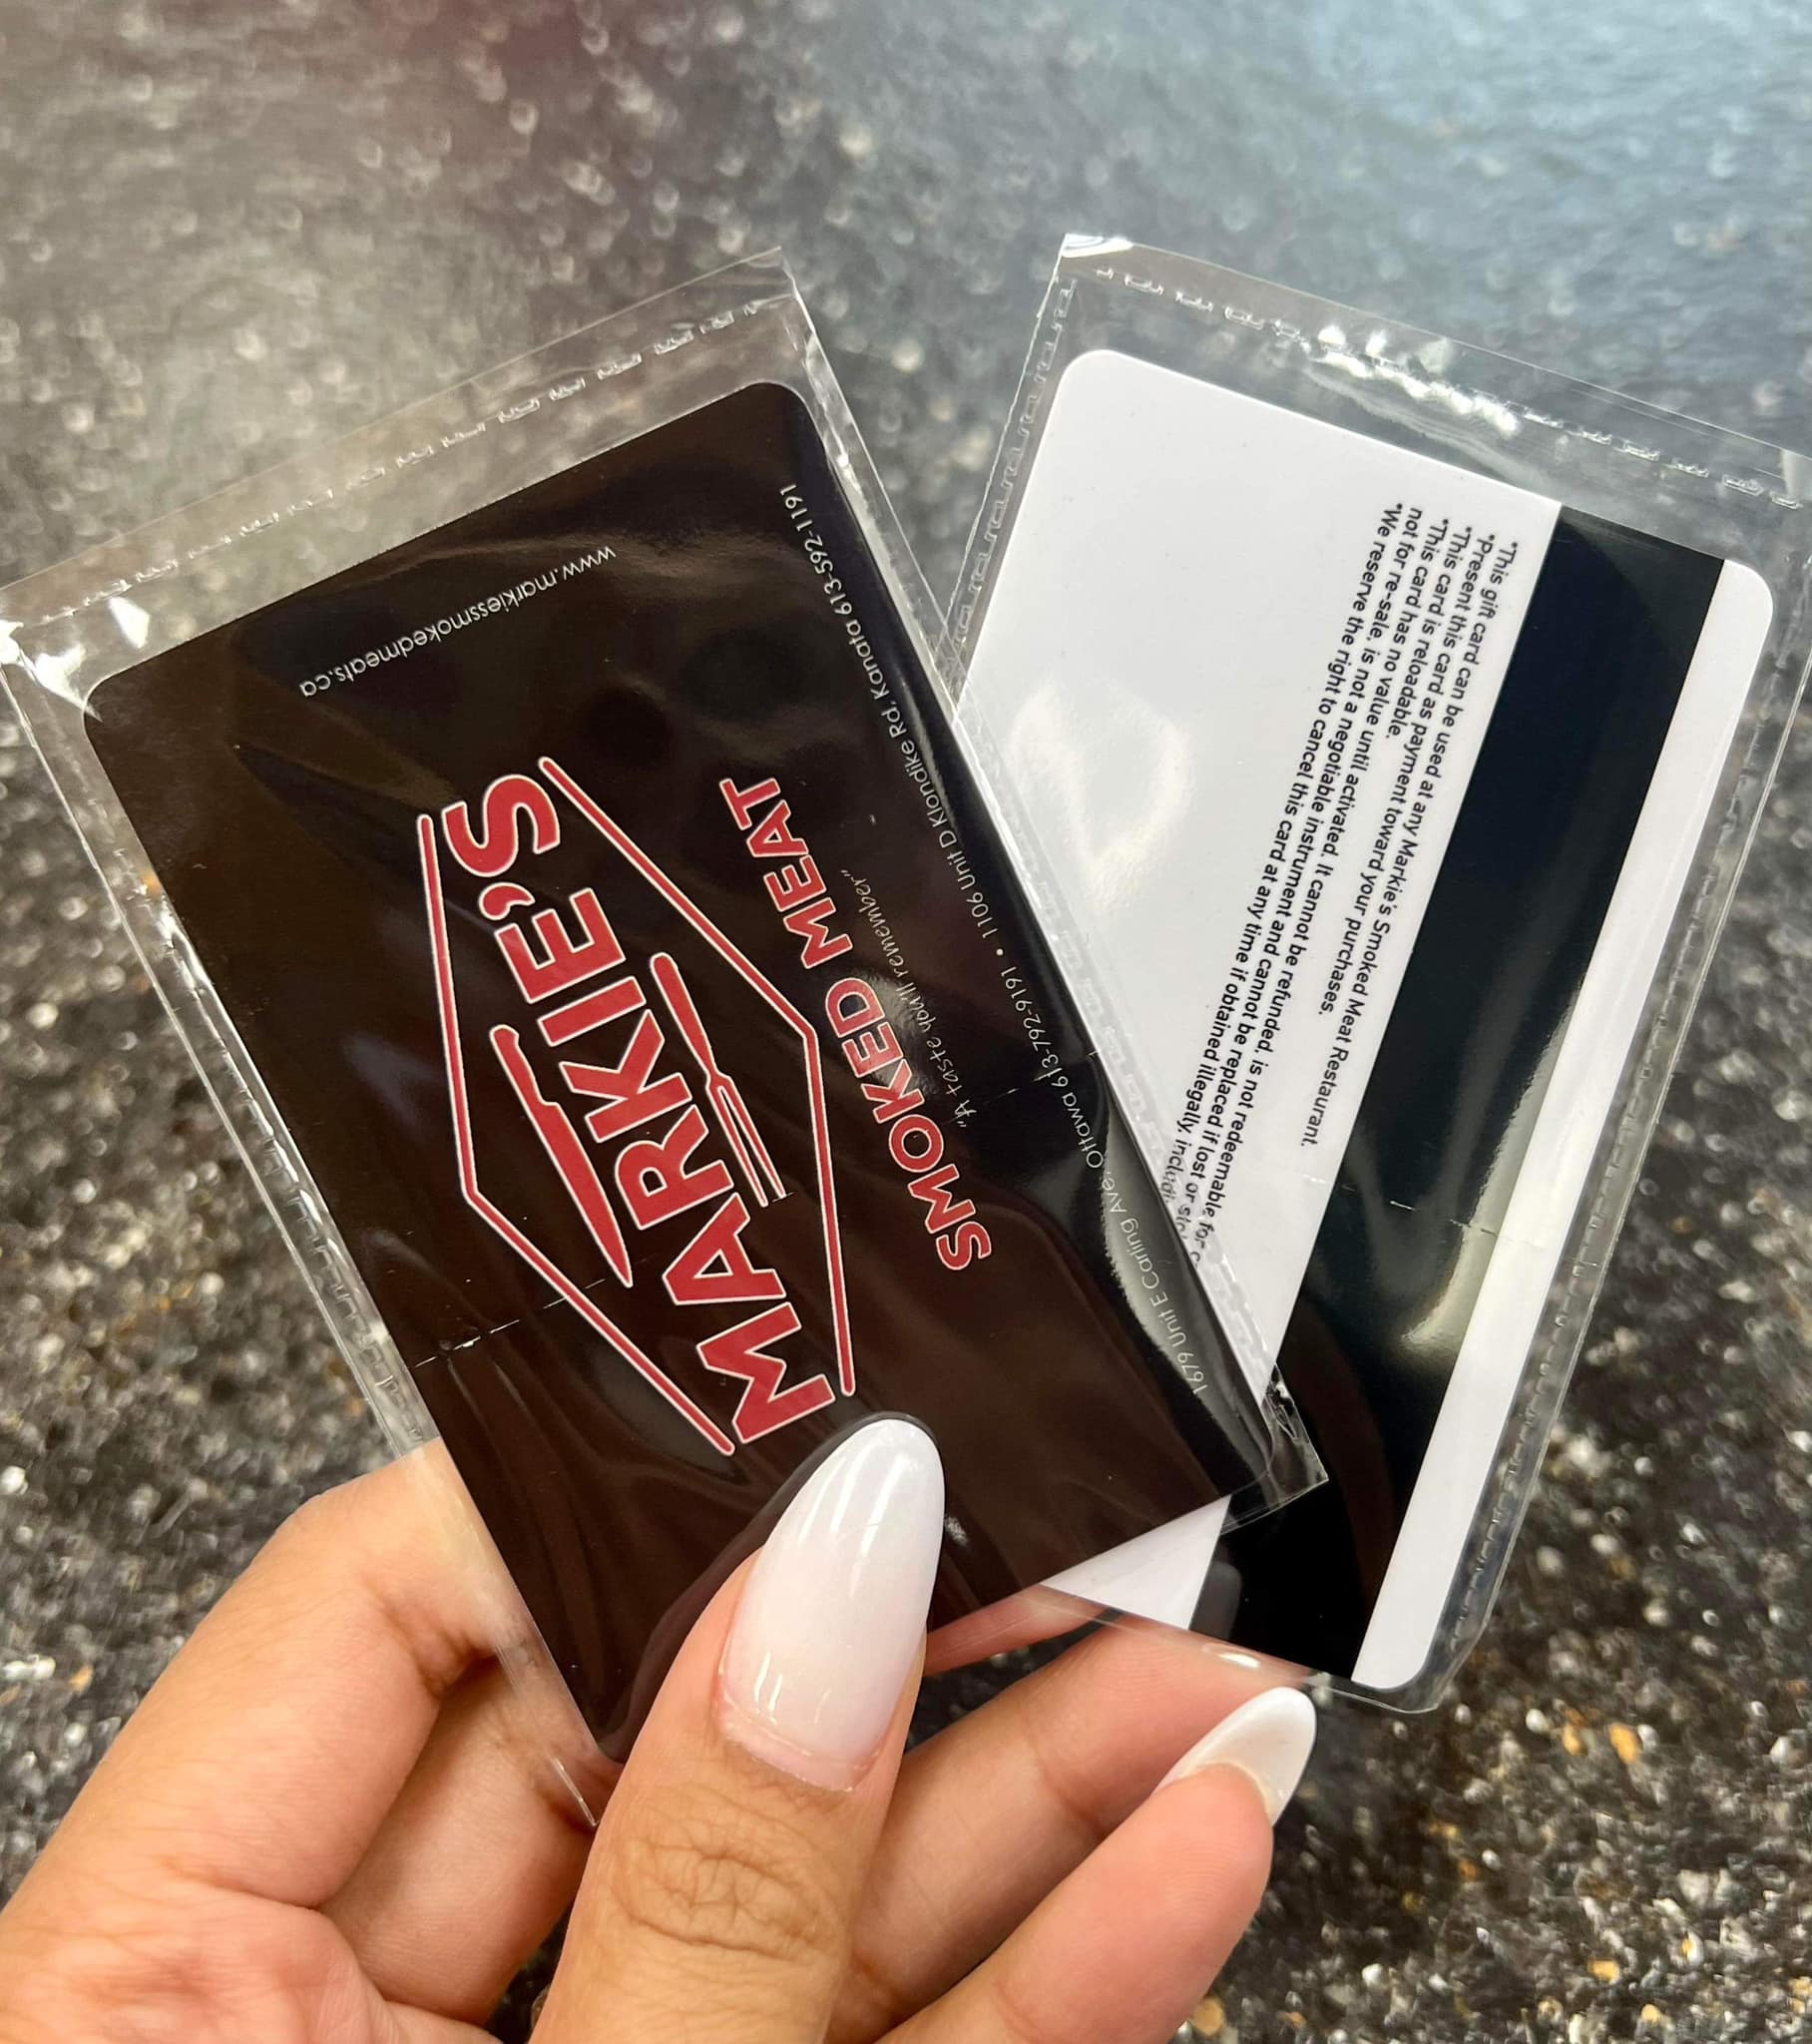 www.markiessmokedmeats.ca
MARKIE'S
SMOKED MEAT
"A taste you'll remember"
1679 Unit E Carling Ave, Ottawa 613-792-9191 • 1106 Unit D Klondike Rd, Kanata 613-592-1191
*This gift card can be used at any Markie's Smoked Meat Restaurant.
*Present this card as payment toward your purchases.
*This card is reloadable.
*This card has no value until activated. It cannot be refunded, is not redeemable for
not for re-sale, is not a negotiable instrument and cannot be replaced if lost or
*We reserve the right to cancel this card at any time if obtained illegally,